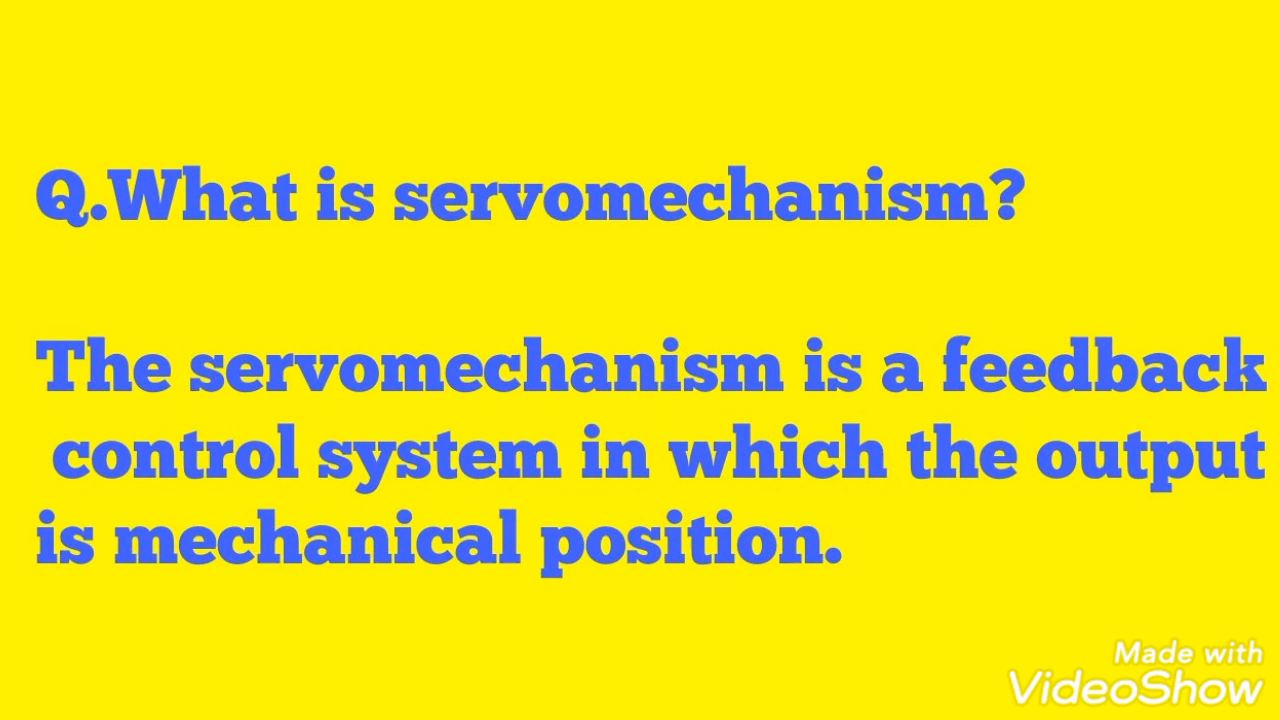 Q.What is servomechanism?
The servomechanism is a feedback
control system in which the output
is mechanical position.
Made with
VideoShow